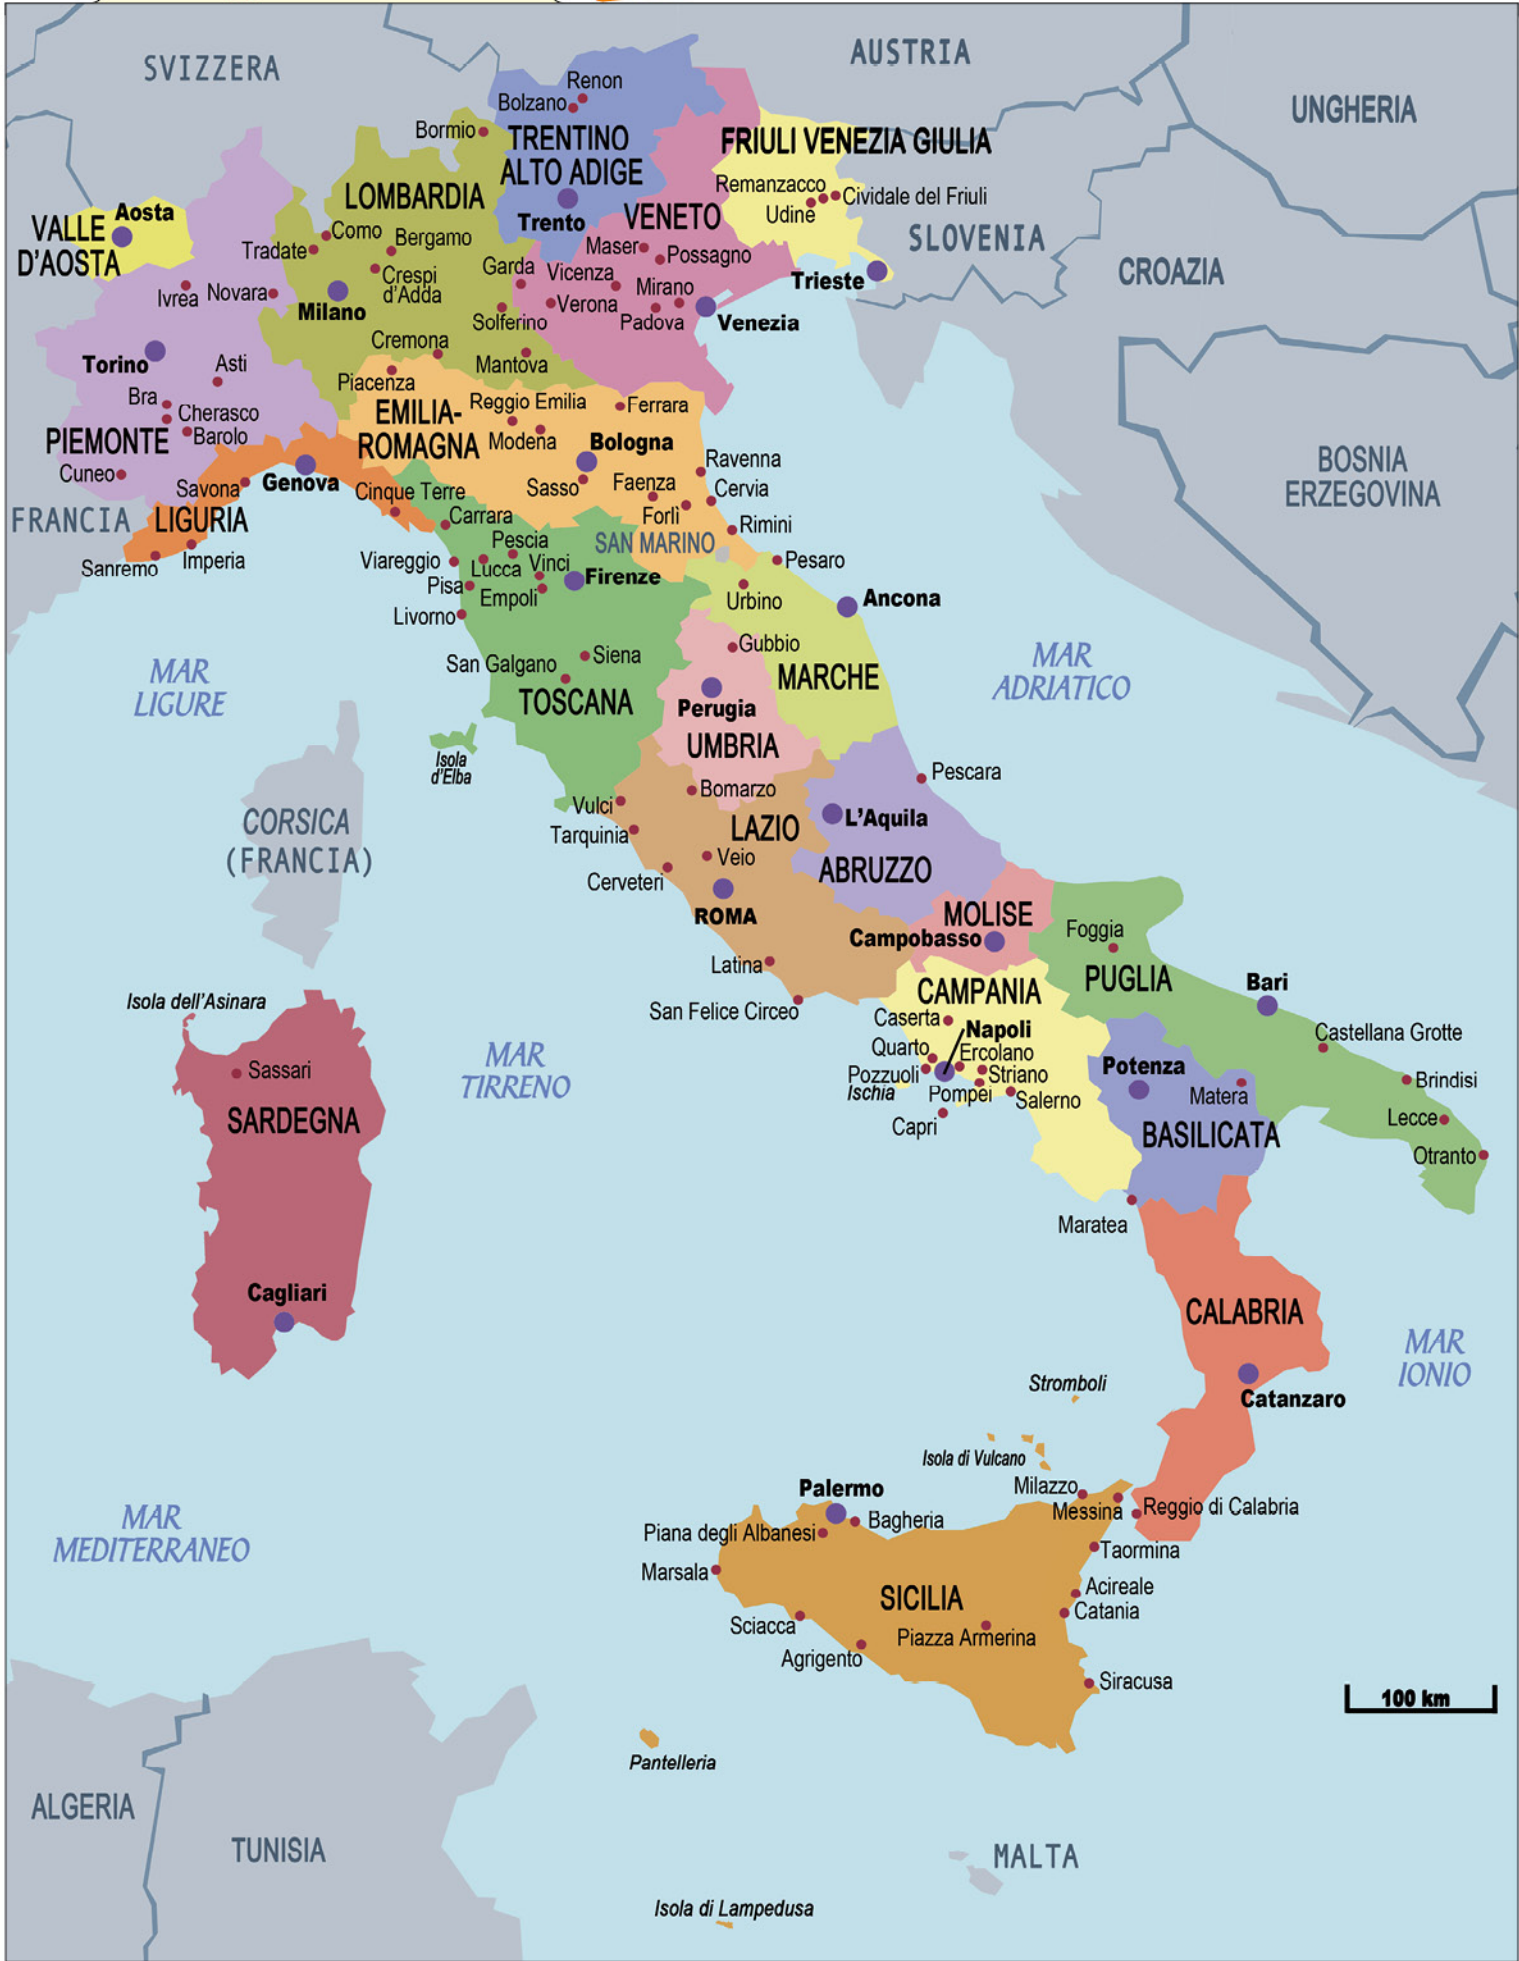 SVIZZERA
AUSTRIA
UNGHERIA
Renon
Bolzano
Bormio
TRENTINO
ALTO ADIGE
Trento
FRIULI VENEZIA GIULIA
Remanzacco
Cividale del Friuli
Udine
SLOVENIA
CROAZIA
Trieste
LOMBARDIA
VENETO
Aosta
VALLE
D'AOSTA
Como
Tradate
Bergamo
Crespi
d'Adda
Garda
Maser
Possagno
Vicenza
Mirano
Verona
Padova
Venezia
Ivrea
Novara
Milano
Solferino
Cremona
Mantova
Torino
Asti
Bra
Cherasco
Barolo
PIEMONTE
Cuneo
Piacenza
EMILIA-
ROMAGNA
Reggio Emilia
Modena
Ferrara
Bologna
Sasso
Faenza
Forlì
Ravenna
Cervia
Rimini
SAN MARINO
BOSNIA
ERZEGOVINA
FRANCIA
Savona
Genova
LIGURIA
Cinque Terre
Sanremo
Imperia
Carrara
Pescia
Viareggio
Lucca
Vinci
Firenze
Pisa
Empoli
Livorno
Pesaro
Urbino
Ancona
Gubbio
MARCHE
San Galgano
Siena
TOSCANA
Perugia
UMBRIA
MAR
LIGURE
MAR
ADRIATICO
Isola
d'Elba
CORSICA
(FRANCIA)
Vulci
Tarquinia
Bomarzo
LAZIO
Veio
Cerveteri
ROMA
Latina
San Felice Circeo
Pescara
L'Aquila
ABRUZZO
MOLISE
Campobasso
Foggia
PUGLIA
Bari
Castellana Grotte
Brindisi
Lecce
Otranto
CAMPANIA
Caserta
Napoli
Quarto
Ercolano
Pozzuoli
Striano
Ischia
Pompei
Salerno
Capri
Potenza
Matera
BASILICATA
Maratea
Isola dell'Asinara
Sassari
SARDEGNA
Cagliari
MAR
TIRRENO
CALABRIA
Catanzaro
MAR
IONIO
Stromboli
Isola di Vulcano
Milazzo
Messina
Reggio di Calabria
MAR
MEDITERRANEO
Palermo
Bagheria
Piana degli Albanesi
Marsala
Taormina
Acireale
Catania
SICILIA
Sciacca
Piazza Armerina
Agrigento
Siracusa
100 km
Pantelleria
ALGERIA
TUNISIA
MALTA
Isola di Lampedusa